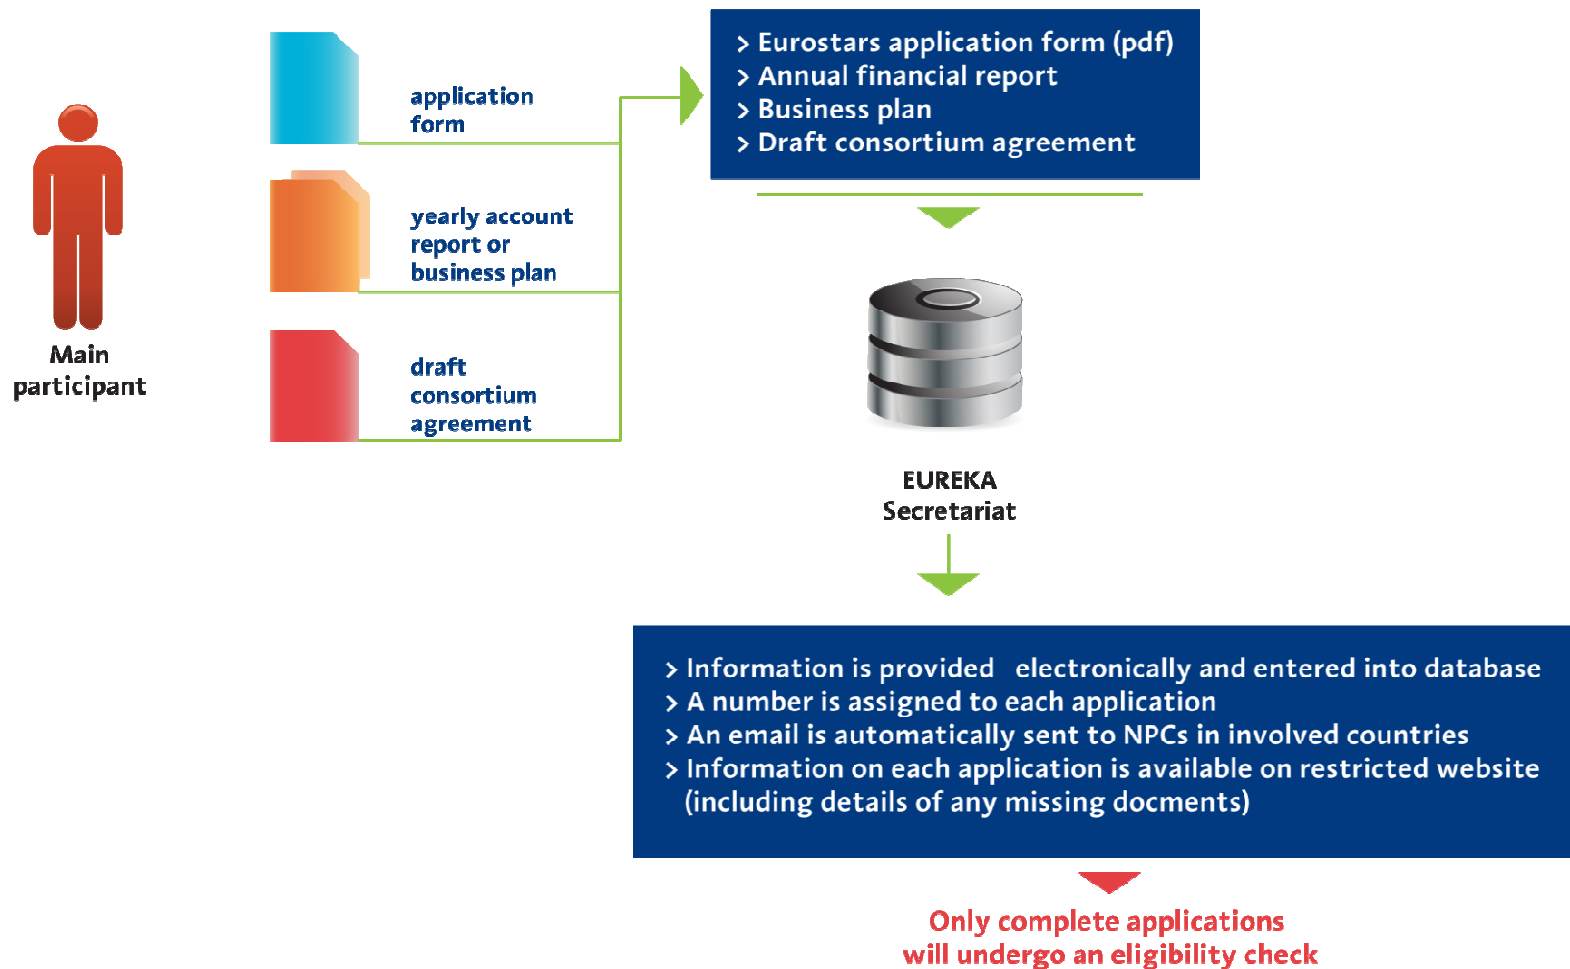 Main
participant
application
form
yearly account
report or
business plan
draft
consortium
agreement
> Eurostars application form (pdf)
> Annual financial report
> Business plan
> Draft consortium agreement
EUREKA
Secretariat
> Information is provided electronically and entered into database
> A number is assigned to each application
> An email is automatically sent to NPCs in involved countries
> Information on each application is available on restricted website
(including details of any missing docments)
Only complete applications
will undergo an eligibility check